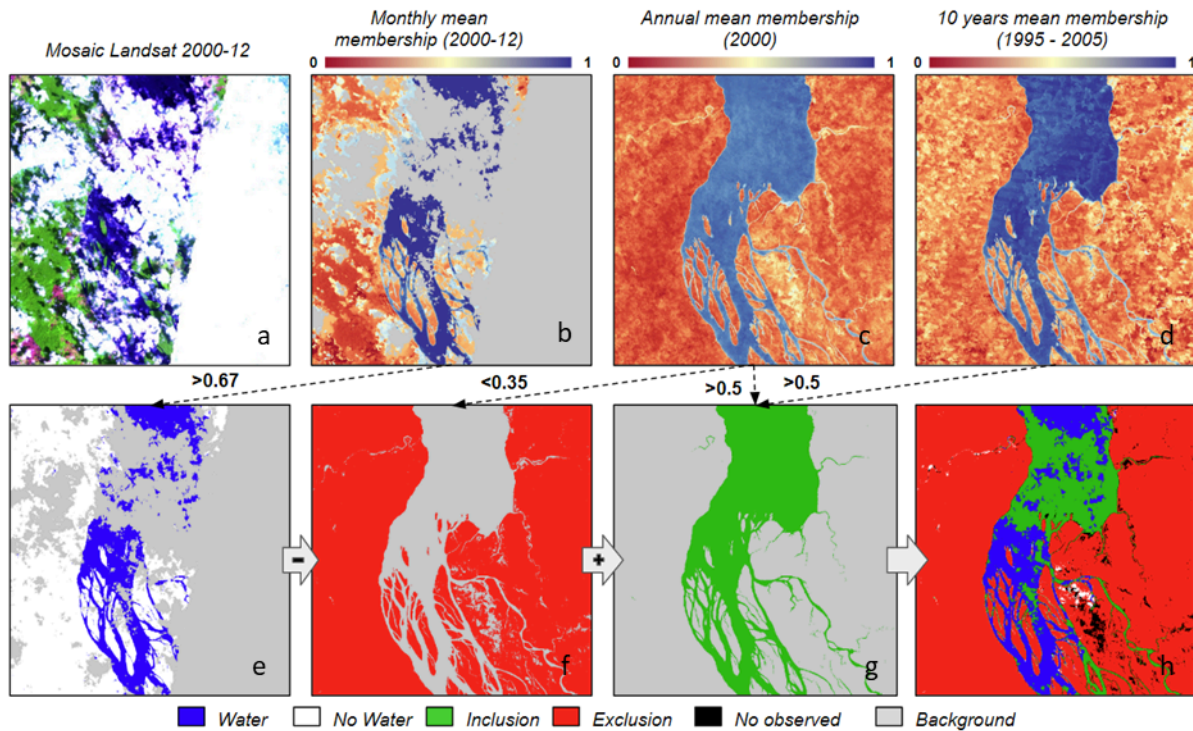 Mosaic Landsat 2000-12
Monthly mean
membership (2000-12)
Annual mean membership
(2000)
10 years mean membership
(1995 - 2005)
0 1
0 1
0 1
a
b
c
d
>0.67
<0.35
>0.5
>0.5
e
-
f
+
g
h
Water
No Water
Inclusion
Exclusion
No observed
Background